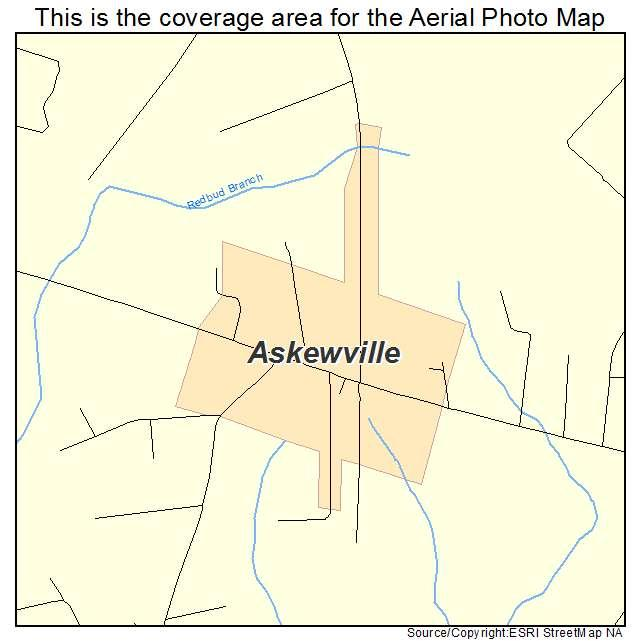 This is the coverage area for the Aerial Photo Map
Redbud Branch
Askewville
Source/Copyright:ESRI StreetMap NA